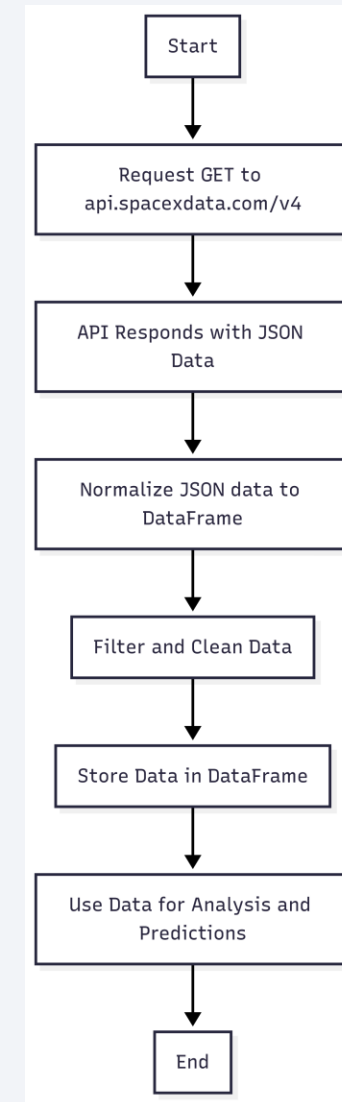 Start
Request GET to
api.spacexdata.com/v4
API Responds with JSON
Data
Normalize JSON data to
DataFrame
Filter and Clean Data
Store Data in DataFrame
Use Data for Analysis and
Predictions
End